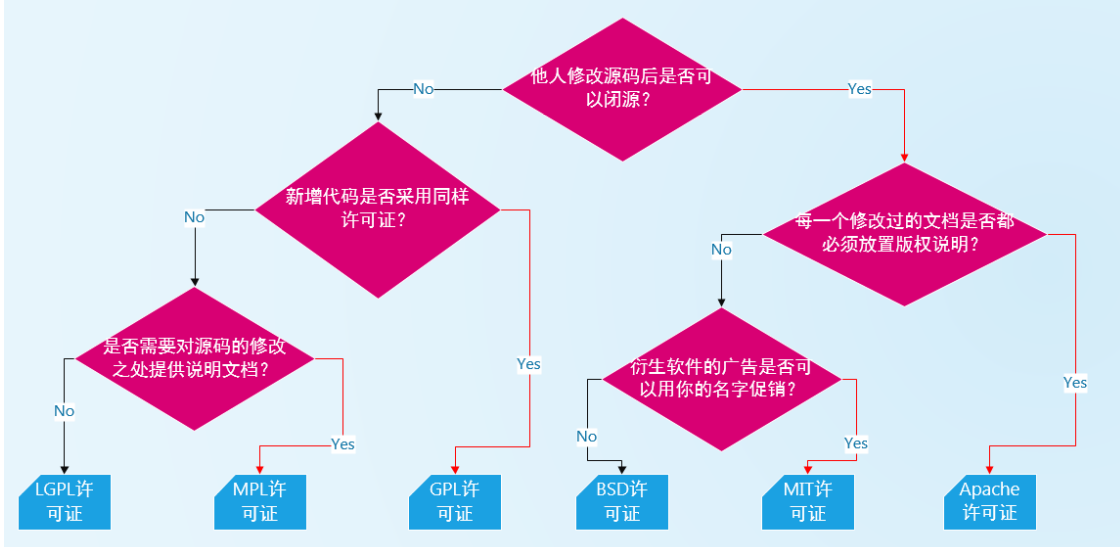 他人修改源码后是否可
以闭源？
No
Yes
新增代码是否采用同样
许可证？
每一个修改过的文档是否都
必须放置版权说明？
No
No
是否需要对源码的修改
之处提供说明文档？
衍生软件的广告是否可
以用你的名字促销？
Yes
Yes
No
Yes
No
Yes
LGPL许
可证
MPL许
可证
GPL许
可证
BSD许
可证
MIT许
可证
Apache
许可证